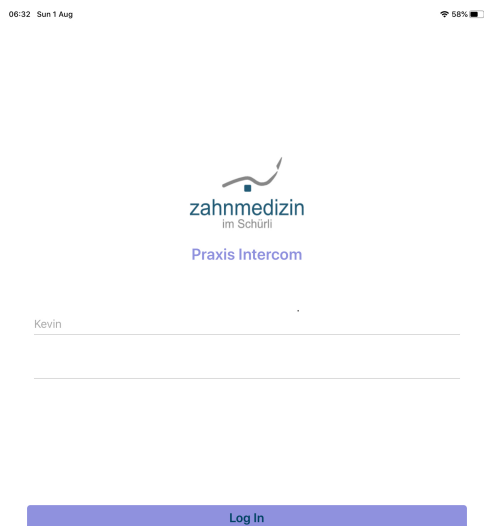 06:32 Sun 1 Aug 58%
zahnmedizin
im Schürli
Praxis Intercom
Kevin
Log In